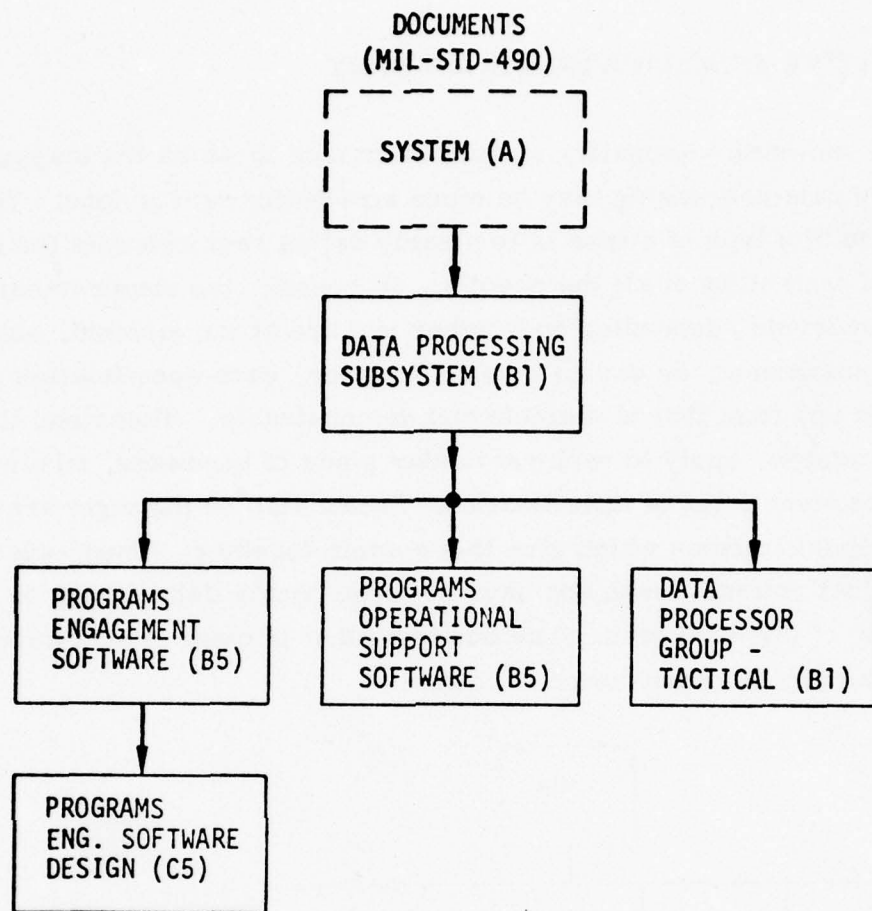 DOCUMENTS
(MIL-STD-490)
SYSTEM (A)
DATA PROCESSING
SUBSYSTEM (B1)
PROGRAMS
ENGAGEMENT
SOFTWARE (B5)
PROGRAMS
OPERATIONAL
SUPPORT
SOFTWARE (B5)
DATA
PROCESSOR
GROUP -
TACTICAL (B1)
PROGRAMS
ENG. SOFTWARE
DESIGN (C5)